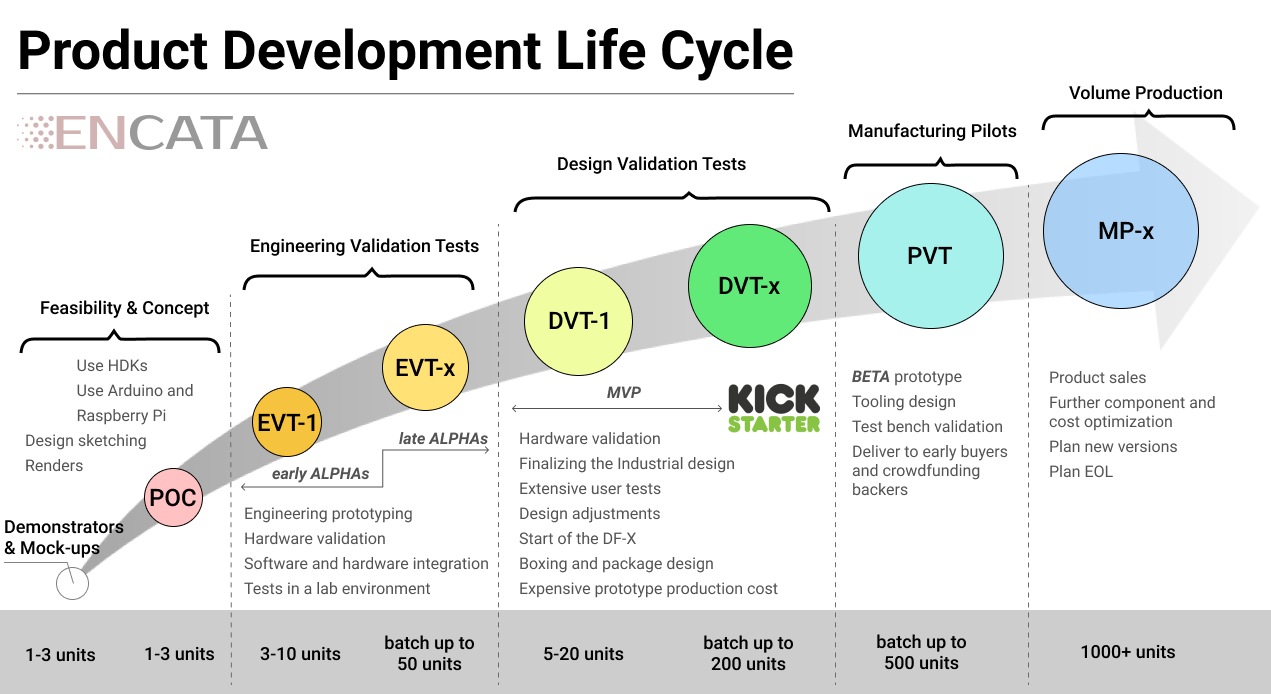 Product Development Life Cycle
ENCATA
Feasibility & Concept
Use HDKs
Use Arduino and
Raspberry Pi
Design sketching
Renders
Demonstrators
& Mock-ups
POC
1-3 units
1-3 units
Engineering Validation Tests
EVT-1
EVT-x
early ALPHAs
late ALPHAs
Engineering prototyping
Hardware validation
Software and hardware integration
Tests in a lab environment
3-10 units
batch up to
50 units
Design Validation Tests
DVT-1
DVT-x
MVP
KICK
STARTER
Hardware validation
Finalizing the Industrial design
Extensive user tests
Design adjustments
Start of the DF-X
Boxing and package design
Expensive prototype production cost
5-20 units
batch up to
200 units
Manufacturing Pilots
PVT
BETA prototype
Tooling design
Test bench validation
Deliver to early buyers
and crowdfunding
backers
batch up to
500 units
Volume Production
MP-x
Product sales
Further component and
cost optimization
Plan new versions
Plan EOL
1000+ units